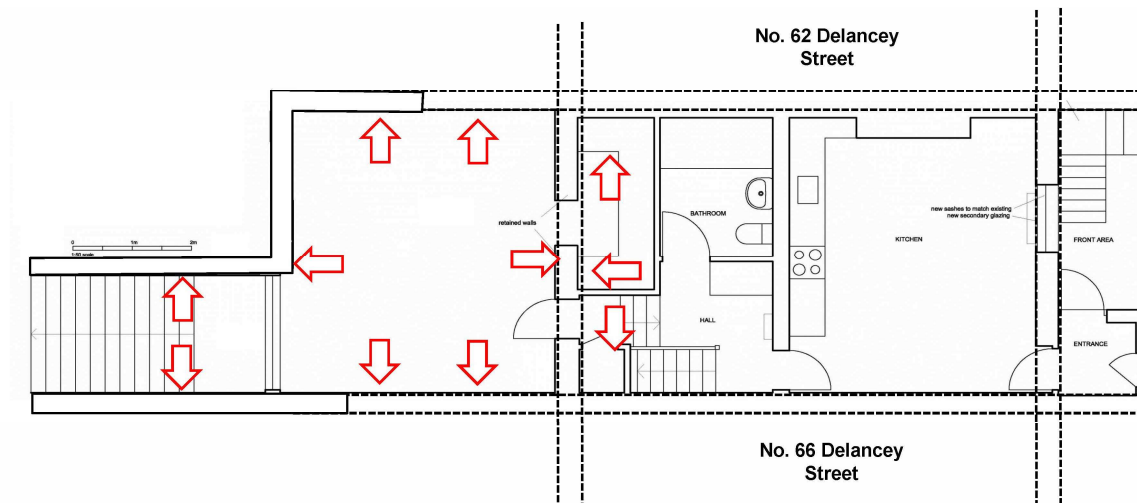 No. 62 Delancey
Street
new sashes to match existing
new secondary glazing
retained walls
BATHROOM
KITCHEN
FRONT AREA
0 1m 2m
1:50 scale
HALL
ENTRANCE
No. 66 Delancey
Street